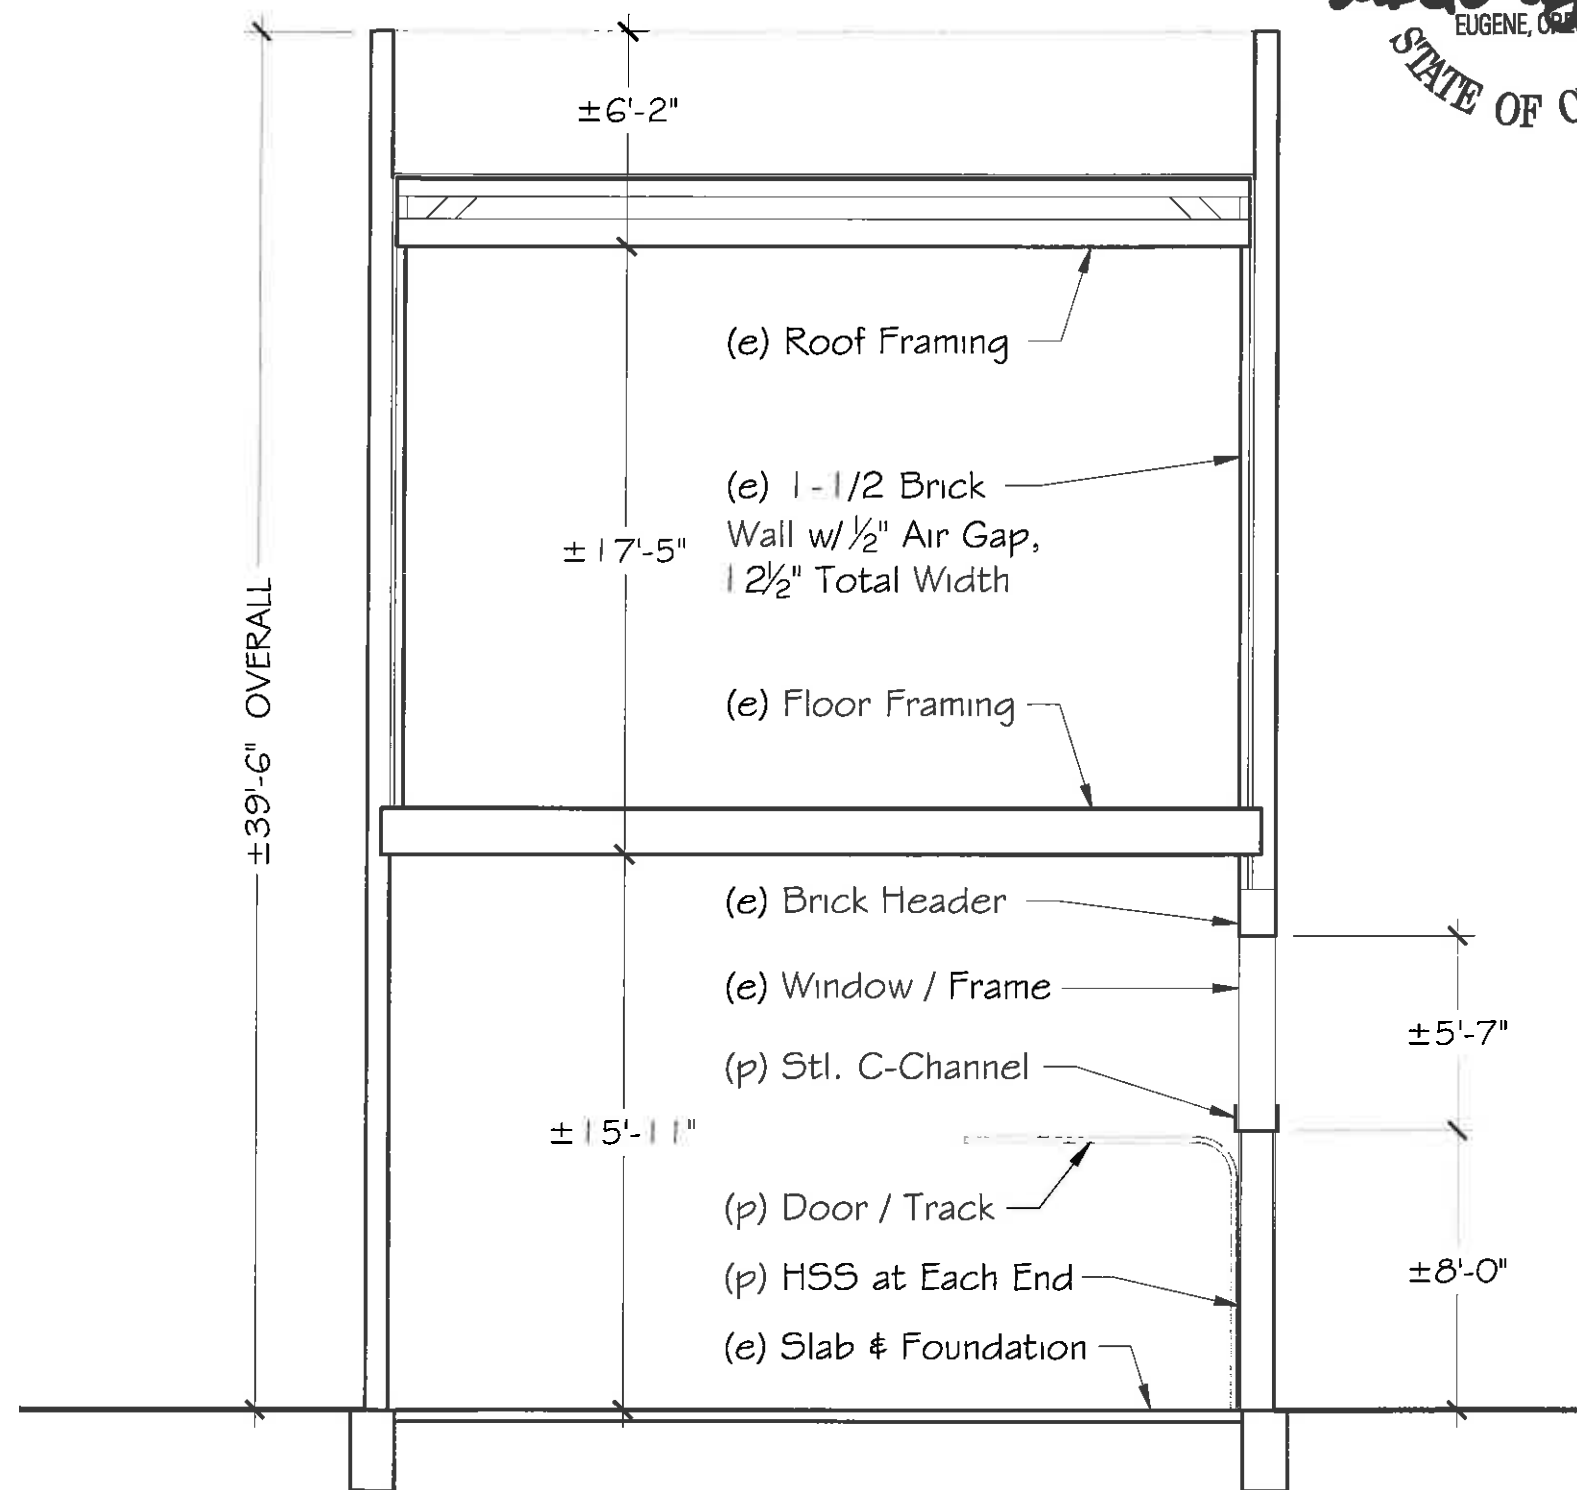 EUGENE,
STATE OF
±6'-2"
(e) Roof Framing
(e) 1-1/2 Brick
Wall w/ ½" Air Gap,
12½" Total Width
±17'-5"
±39'-6" OVERALL
(e) Floor Framing
(e) Brick Header
(e) Window / Frame
±5'-7"
(p) Stl. C-Channel
±15'-11"
(p) Door / Track
(p) HSS at Each End
±8'-0"
(e) Slab & Foundation